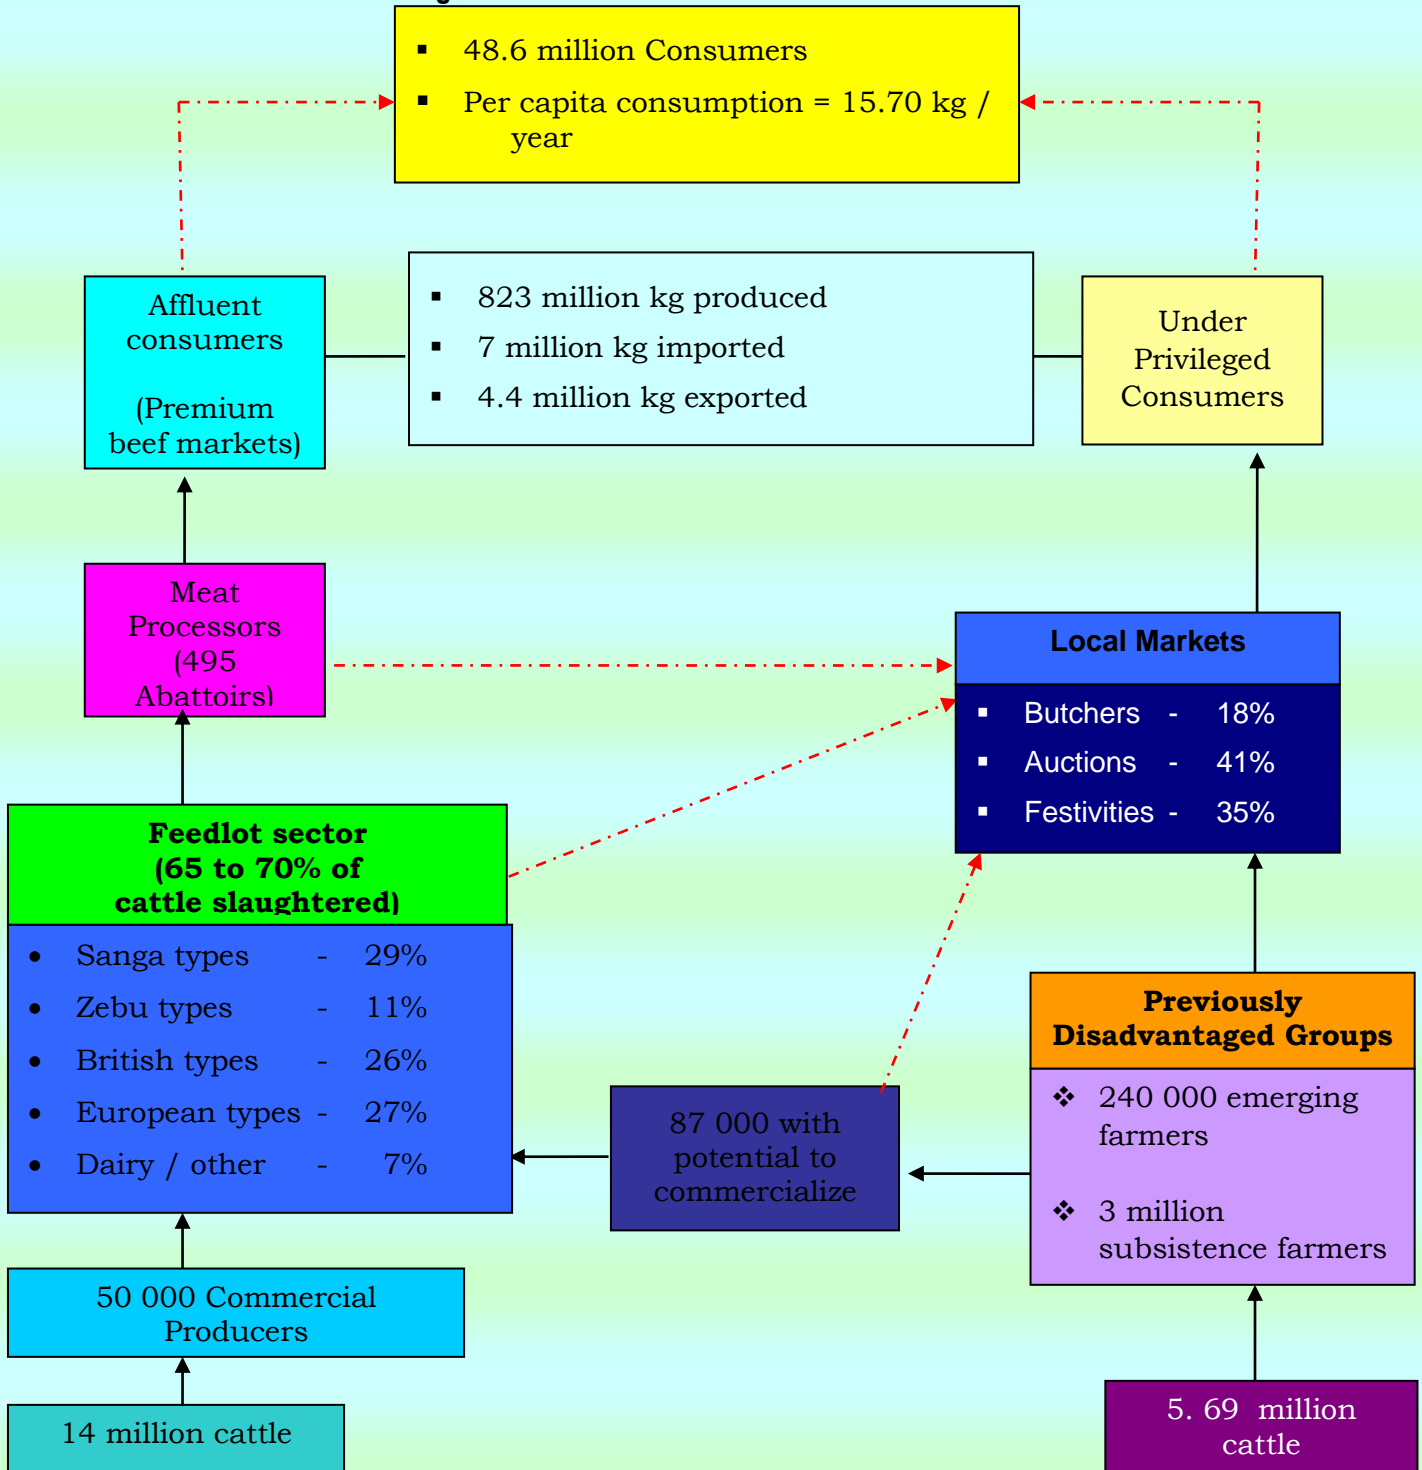 ▪ 48.6 million Consumers
▪ Per capita consumption = 15.70 kg /
year
Affluent
consumers
(Premium
beef markets)
▪ 823 million kg produced
▪ 7 million kg imported
▪ 4.4 million kg exported
Under
Privileged
Consumers
Meat
Processors
(495
Abattoirs)
Local Markets
▪ Butchers - 18%
▪ Auctions - 41%
▪ Festivities - 35%
Feedlot sector
(65 to 70% of
cattle slaughtered)
• Sanga types - 29%
• Zebu types - 11%
• British types - 26%
• European types - 27%
• Dairy / other - 7%
87 000 with
potential to
commercialize
Previously
Disadvantaged Groups
❖ 240 000 emerging
farmers
❖ 3 million
subsistence farmers
50 000 Commercial
Producers
14 million cattle
5. 69 million
cattle